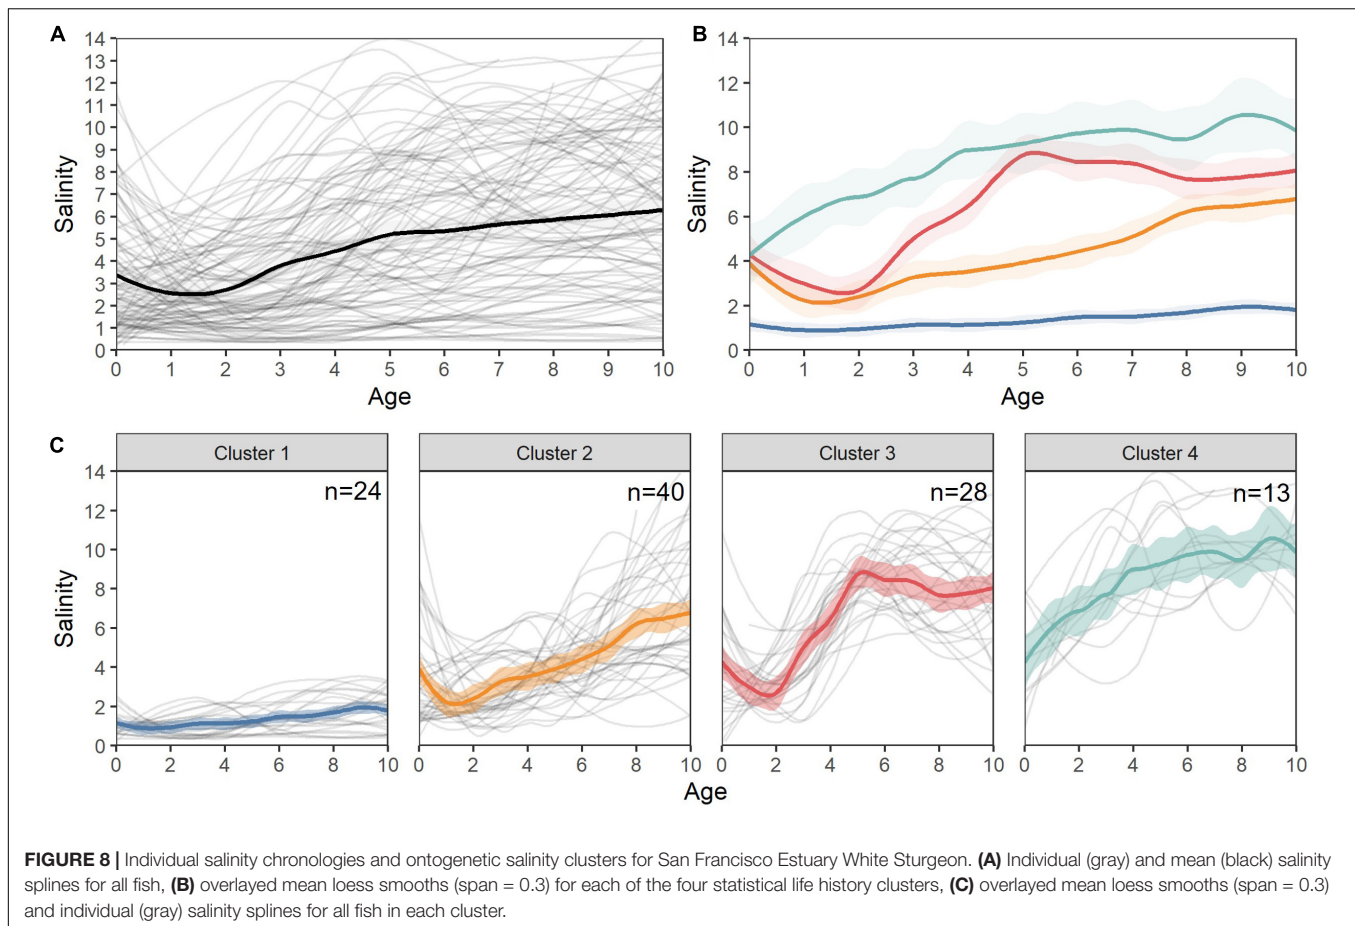 A
B
14
13
12
11
10
9
8
7
6
5
4
3
2
1
0
Salinity
0 1 2 3 4 5 6 7 8 9 10
Age
14
12
10
8
6
4
2
0
Salinity
0 1 2 3 4 5 6 7 8 9 10
Age
C
Cluster 1 Cluster 2 Cluster 3 Cluster 4
n=24 n=40 n=28 n=13
14
12
10
8
6
4
2
0
Salinity
0 2 4 6 8 10 0 2 4 6 8 10 0 2 4 6 8 10 0 2 4 6 8 10
Age
FIGURE 8 | Individual salinity chronologies and ontogenetic salinity clusters for San Francisco Estuary White Sturgeon. (A) Individual (gray) and mean (black) salinity
splines for all fish, (B) overlayed mean loess smooths (span = 0.3) for each of the four statistical life history clusters, (C) overlayed mean loess smooths (span = 0.3)
and individual (gray) salinity splines for all fish in each cluster.